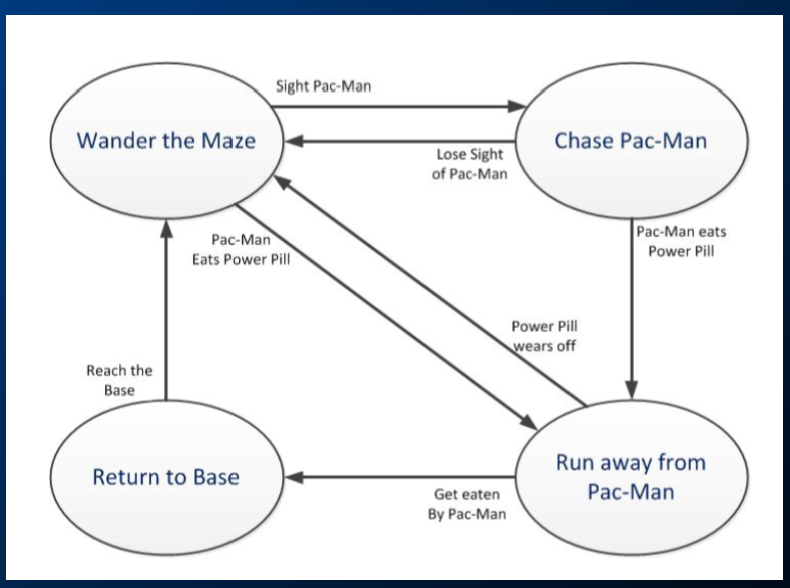 Sight Pac-Man
Wander the Maze
Chase Pac-Man
Lose Sight
of Pac-Man
Pac-Man
Eats Power Pill
Pac-Man eats
Power Pill
Power Pill
wears off
Reach the
Base
Return to Base
Run away from
Pac-Man
Get eaten
By Pac-Man